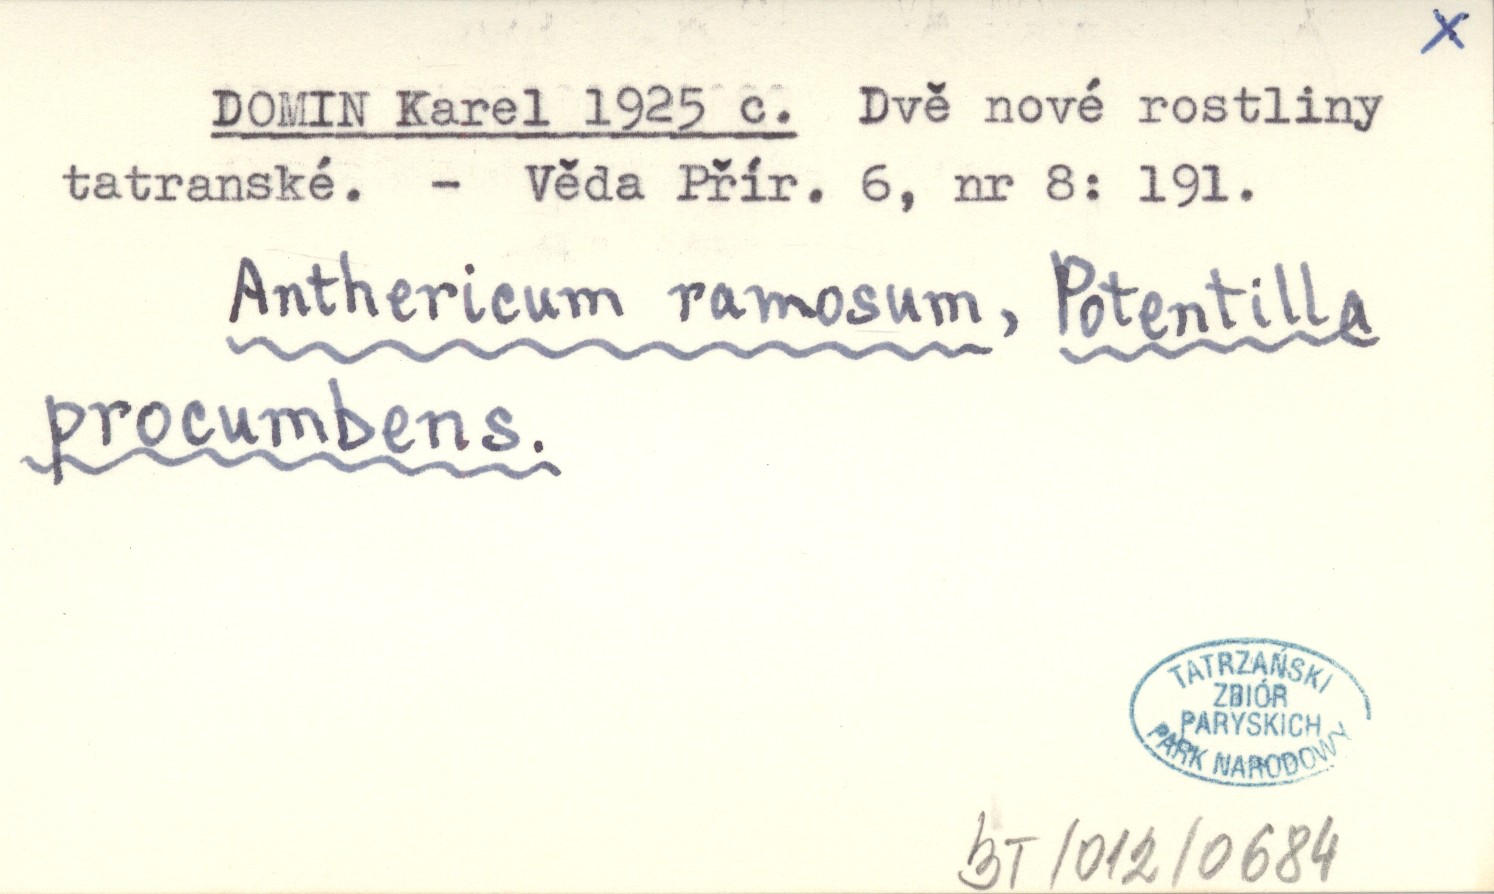 x
DOMIN Karel 1925 c. Dvě nové rostliny
tatranské. - Věda Přír. 6, nr 8: 191.
Anthericum ramosum, Potentilla
procumbens.
TATRZAŃSKI
ZBIÓR
PARYSKICH
PARK NARODOWY
BT/012/0684